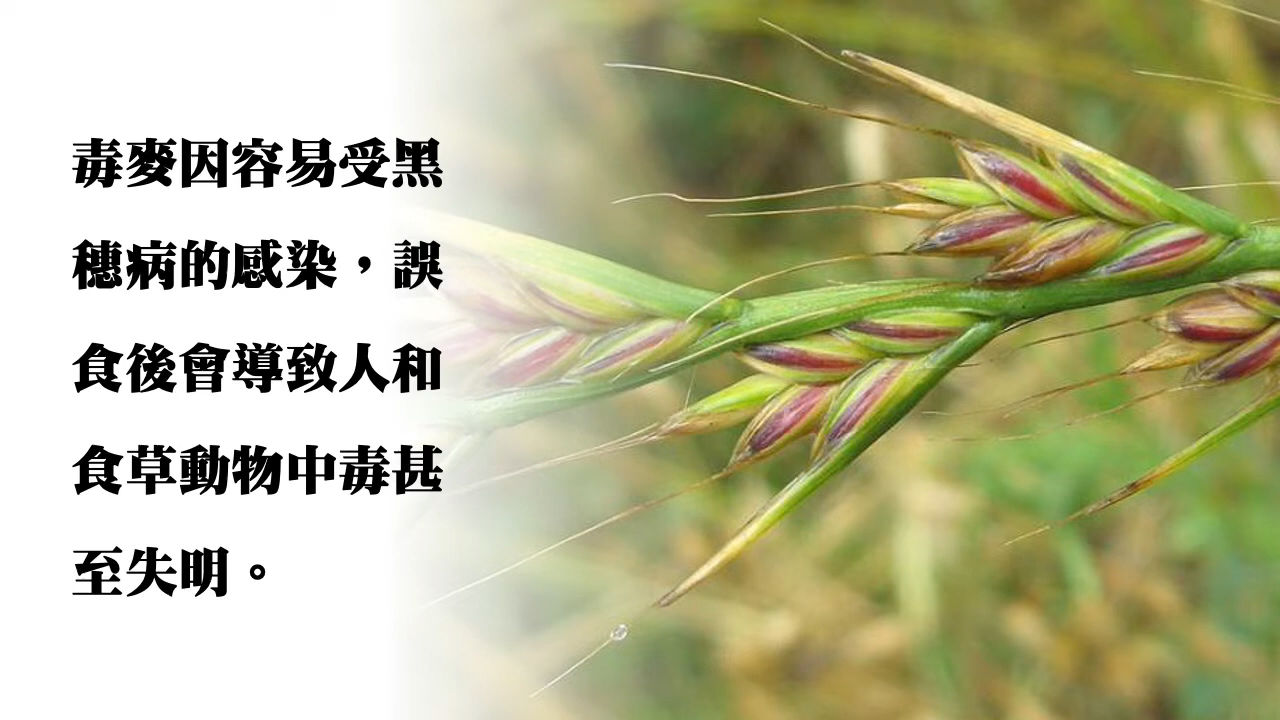 毒麥因容易受黑
穗病的感染，誤
食後會導致人和
食草動物中毒甚
至失明。